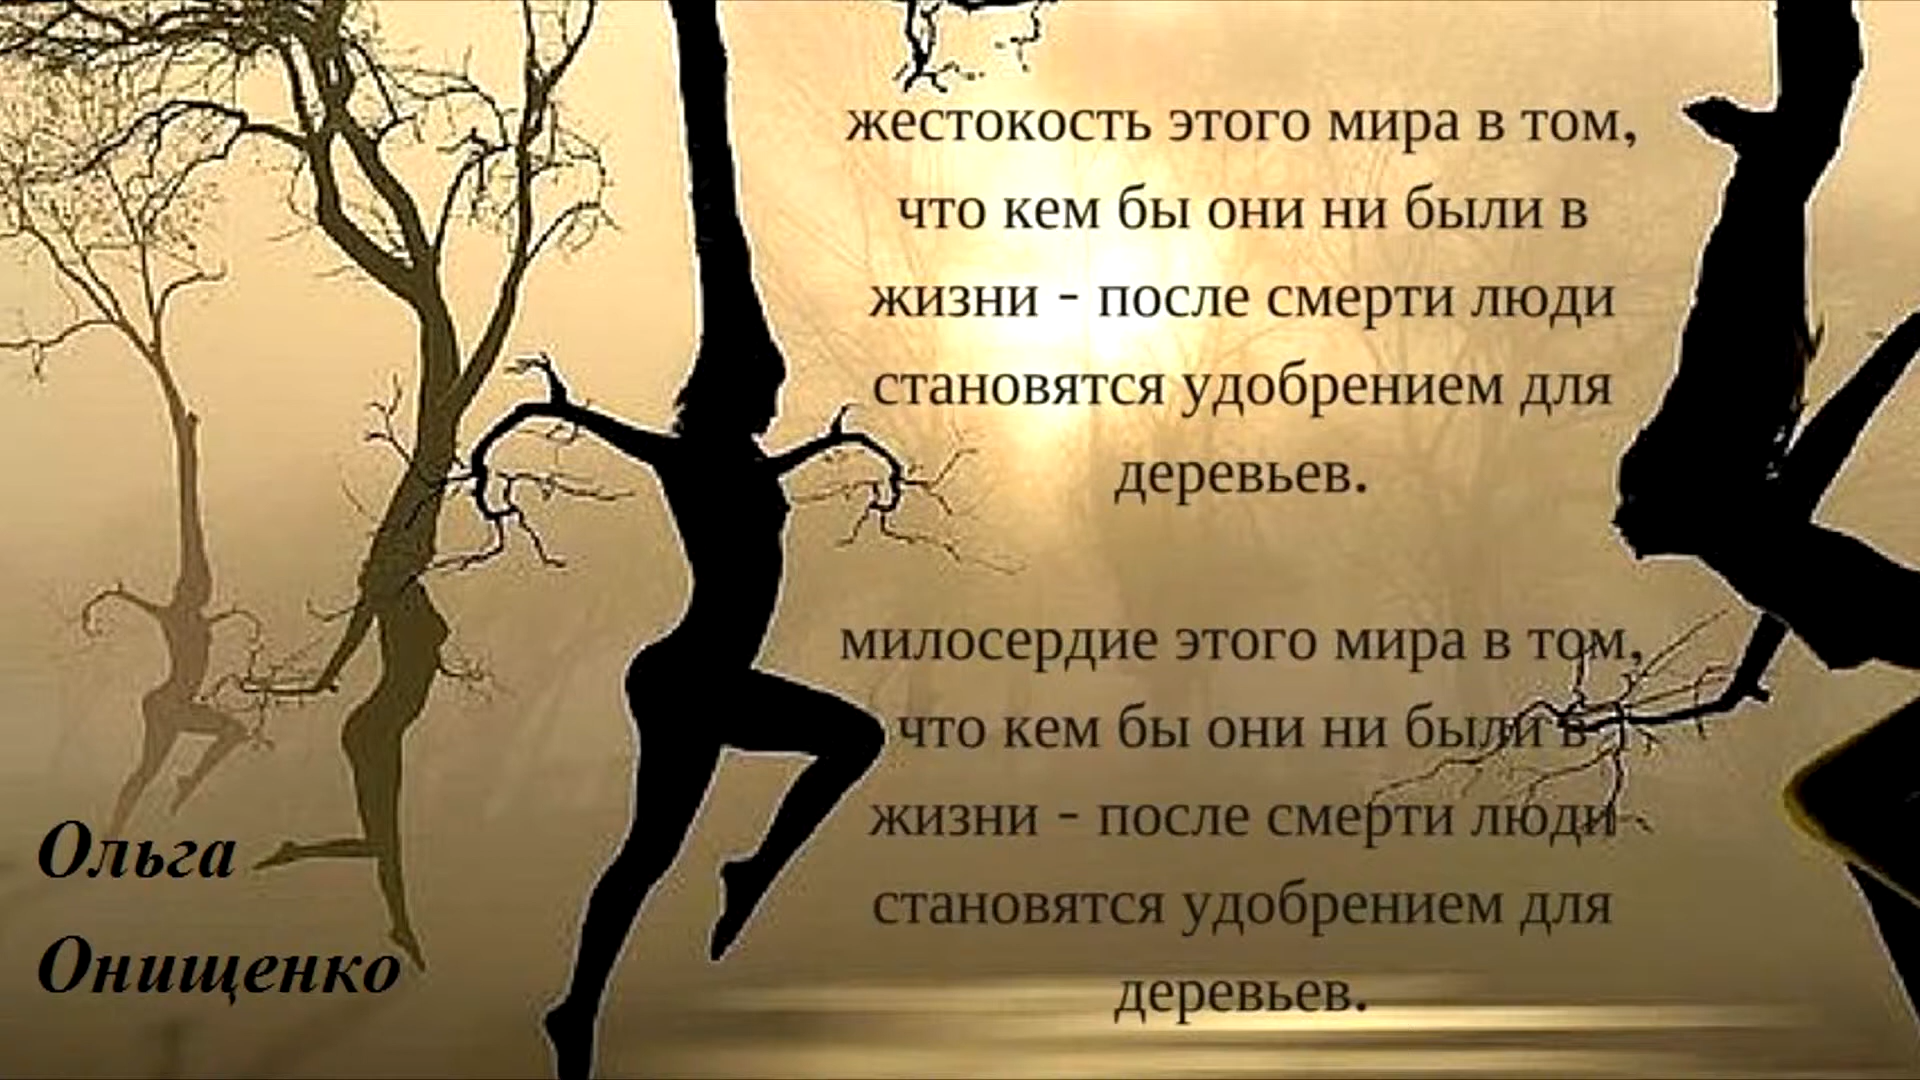 жестокость этого мира в том,
что кем бы они ни были в
жизни - после смерти люди
становятся удобрением для
деревьев.
милосердие этого мира в том,
что кем бы они ни были в
жизни - после смерти люди
становятся удобрением для
деревьев.
Ольга
Онищенко